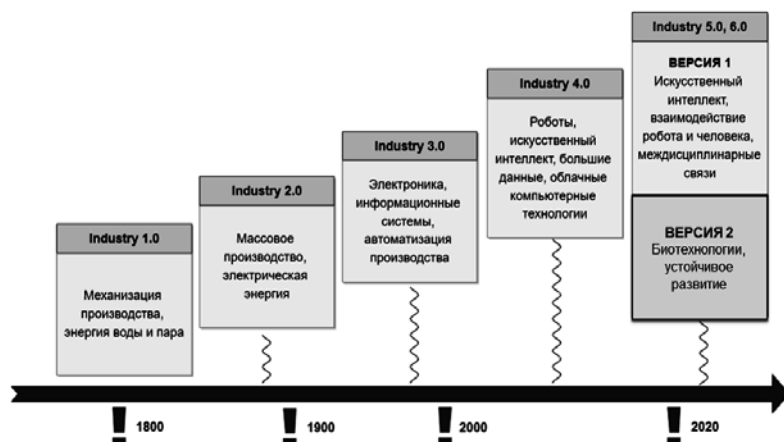 Industry 1.0
Механизация
производства,
энергия воды и пара
Industry 2.0
Массовое
производство,
электрическая
энергия
Industry 3.0
Электроника,
информационные
системы,
автоматизация
производства
Industry 4.0
Роботы,
искусственный
интеллект, большие
данные, облачные
компьютерные
технологии
Industry 5.0, 6.0
ВЕРСИЯ 1
Искусственный
интеллект,
взаимодействие
робота и человека,
междисциплинарные
связи
ВЕРСИЯ 2
Биотехнологии,
устойчивое
развитие
1800
1900
2000
2020